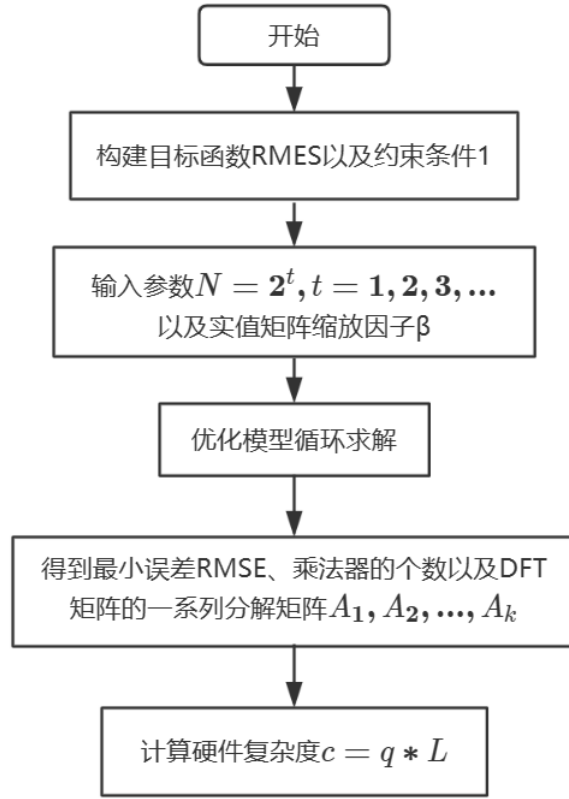 开始
构建目标函数RMES以及约束条件1
输入参数N = 2^t, t = 1, 2, 3, ...
以及实值矩阵缩放因子β
优化模型循环求解
得到最小误差RMSE、乘法器的个数以及DFT
矩阵的一系列分解矩阵A_1, A_2, ..., A_k
计算硬件复杂度c = q * L